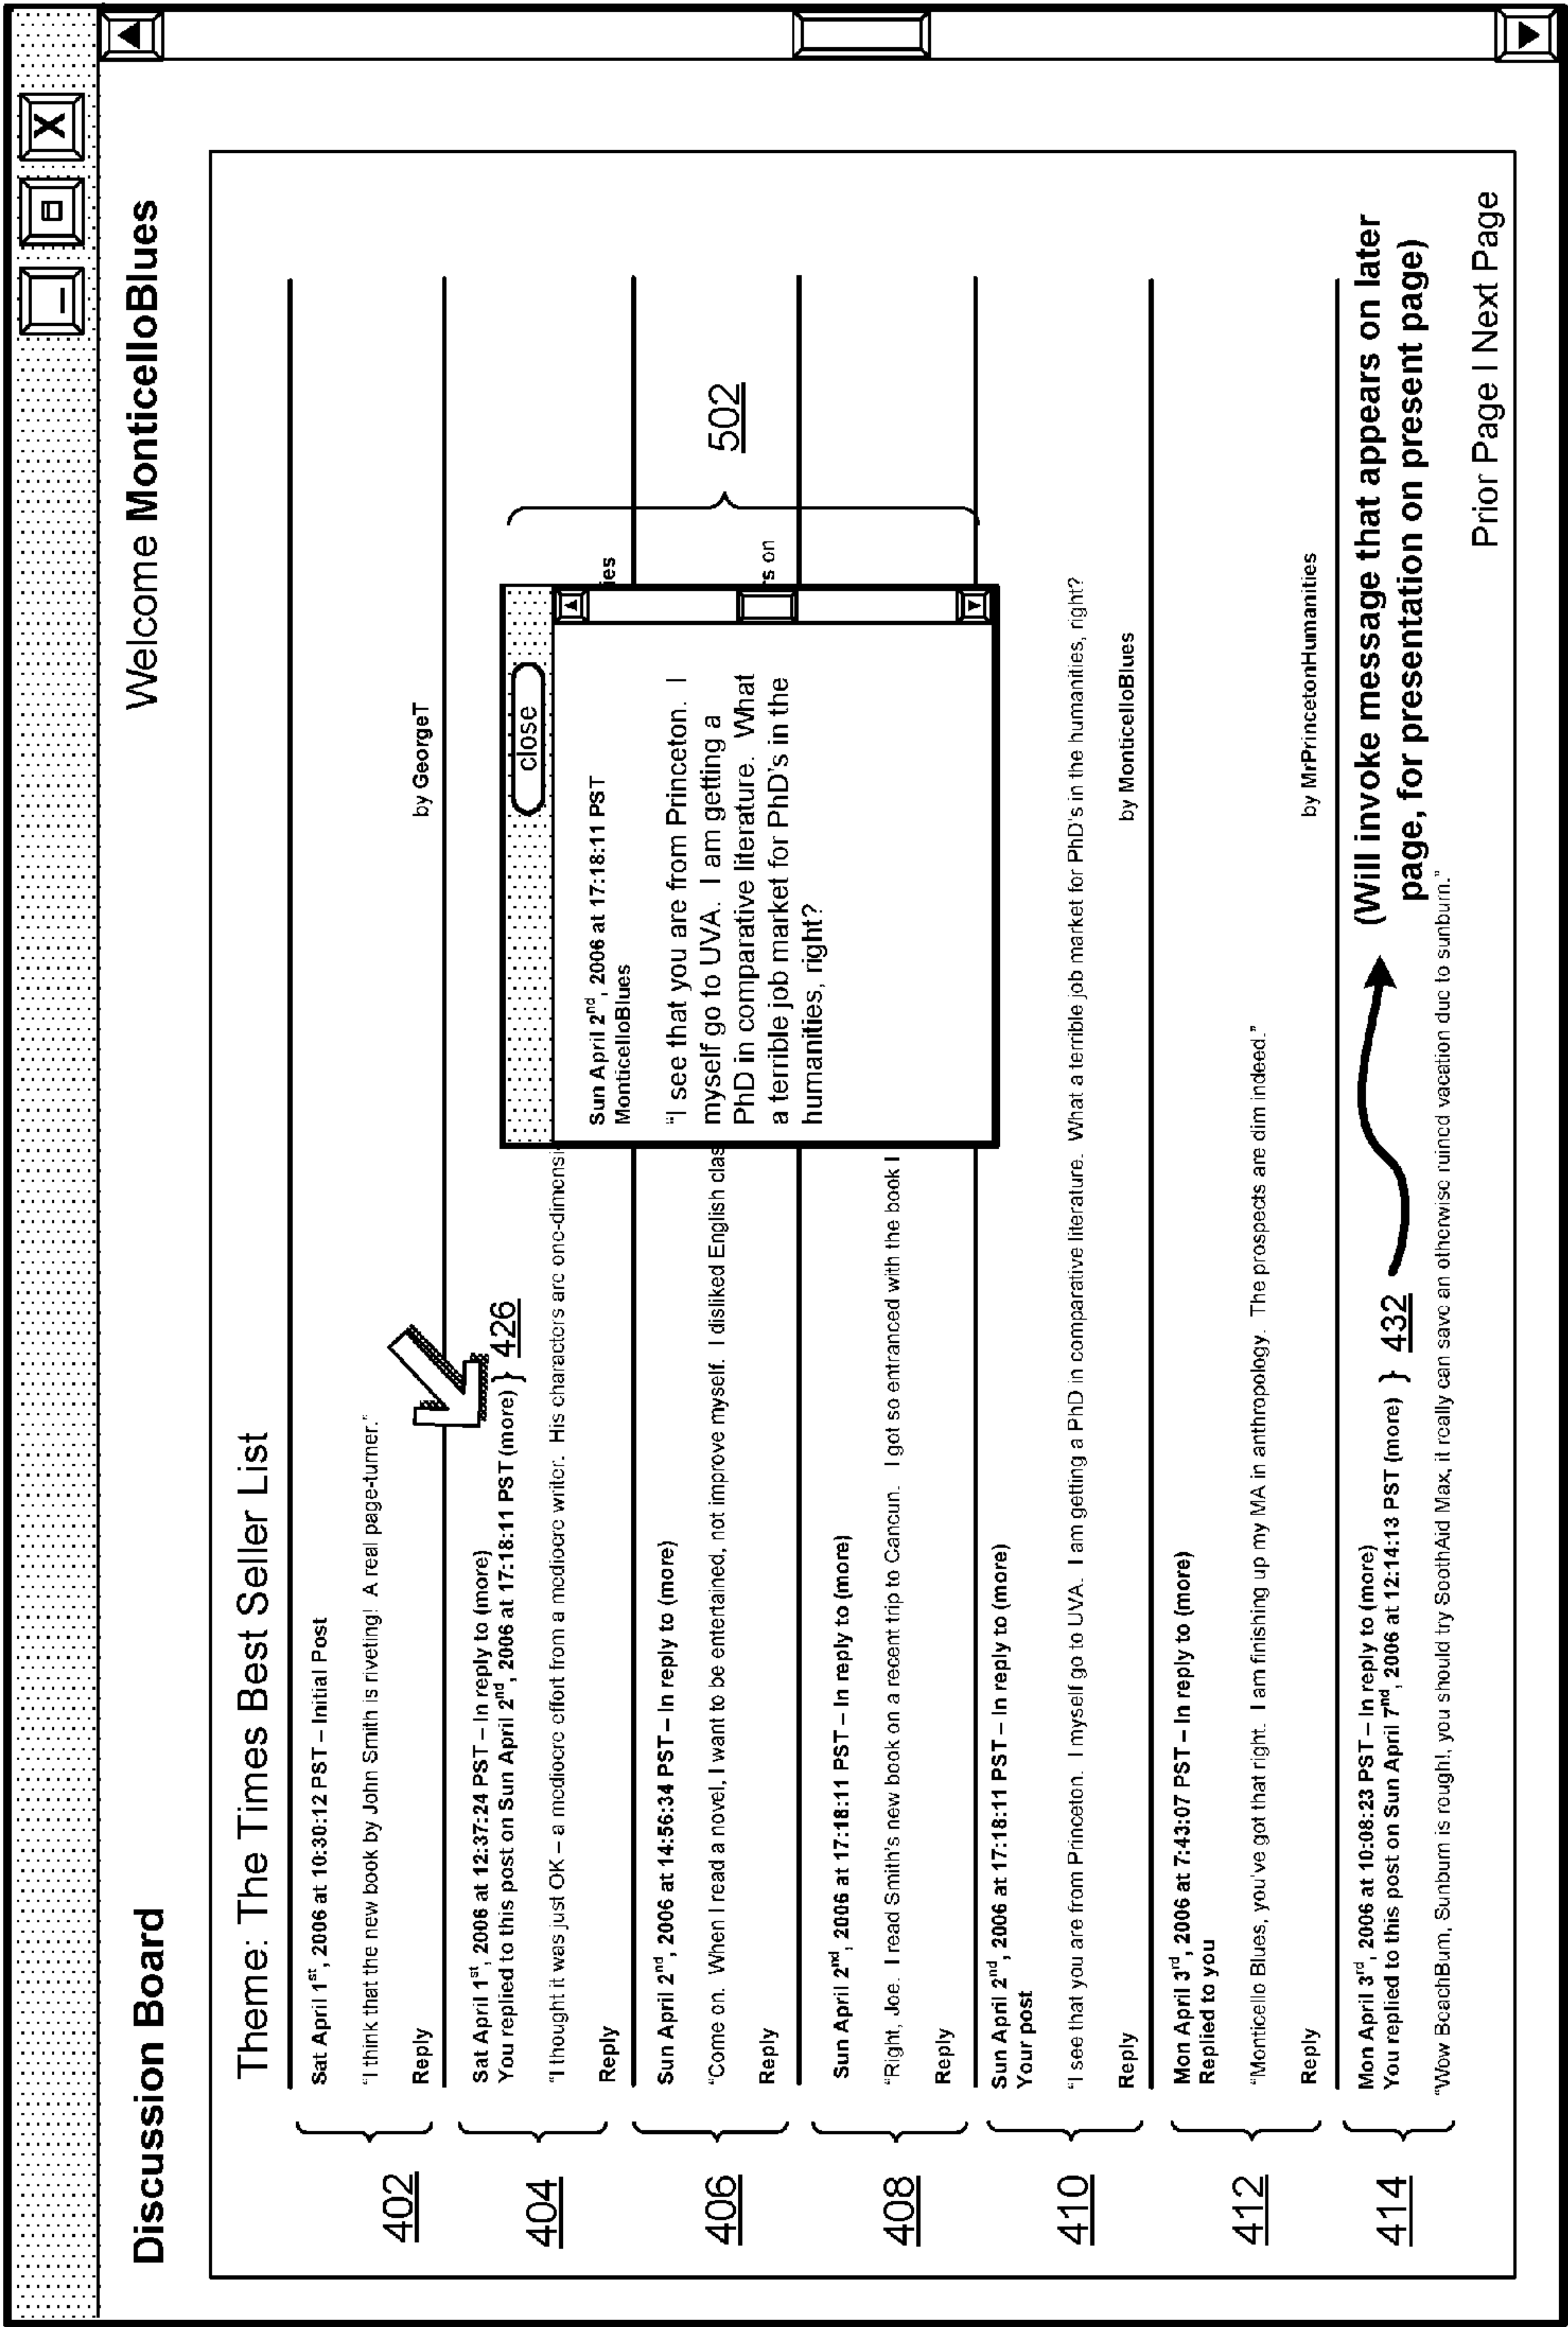 Discussion Board
Welcome MonticelloBlues
Theme: The Times Best Seller List
402
Sat April 1st, 2006 at 10:30:12 PST – Initial Post
"I think that the new book by John Smith is riveting! A real page-turner."
Reply
by GeorgeT
404
Sat April 1st, 2006 at 12:37:24 PST – In reply to (more)
You replied to this post on Sun April 2nd, 2006 at 17:18:11 PST (more) } 426
"I thought it was just OK – a mediocre effort from a mediocre writer. His characters are one-dimensi
Reply
ies
406
Sun April 2nd, 2006 at 14:56:34 PST – In reply to (more)
"Come on. When I read a novel, I want to be entertained, not improve myself. I disliked English clas
Reply
rs on
408
Sun April 2nd, 2006 at 17:18:11 PST – In reply to (more)
"Right, Joe. I read Smith's new book on a recent trip to Cancun. I got so entranced with the book I
Reply
close
Sun April 2nd, 2006 at 17:18:11 PST
MonticelloBlues
"I see that you are from Princeton. I
myself go to UVA. I am getting a
PhD in comparative literature. What
a terrible job market for PhD's in the
humanities, right?
502
410
Sun April 2nd, 2006 at 17:18:11 PST – In reply to (more)
Your post
"I see that you are from Princeton. I myself go to UVA. I am getting a PhD in comparative literature. What a terrible job market for PhD's in the humanities, right?
Reply
by MonticelloBlues
412
Mon April 3rd, 2006 at 7:43:07 PST – In reply to (more)
Replied to you
"Monticello Blues, you've got that right. I am finishing up my MA in anthropology. The prospects are dim indeed."
Reply
by MrPrincetonHumanities
414
Mon April 3rd, 2006 at 10:08:23 PST – In reply to (more)
You replied to this post on Sun April 7nd, 2006 at 12:14:13 PST (more) } 432
(Will invoke message that appears on later
page, for presentation on present page)
"Wow BeachBum, Sunburn is rough!, you should try SoothAid Max, it really can save an otherwise ruined vacation due to sunburn."
Prior Page | Next Page